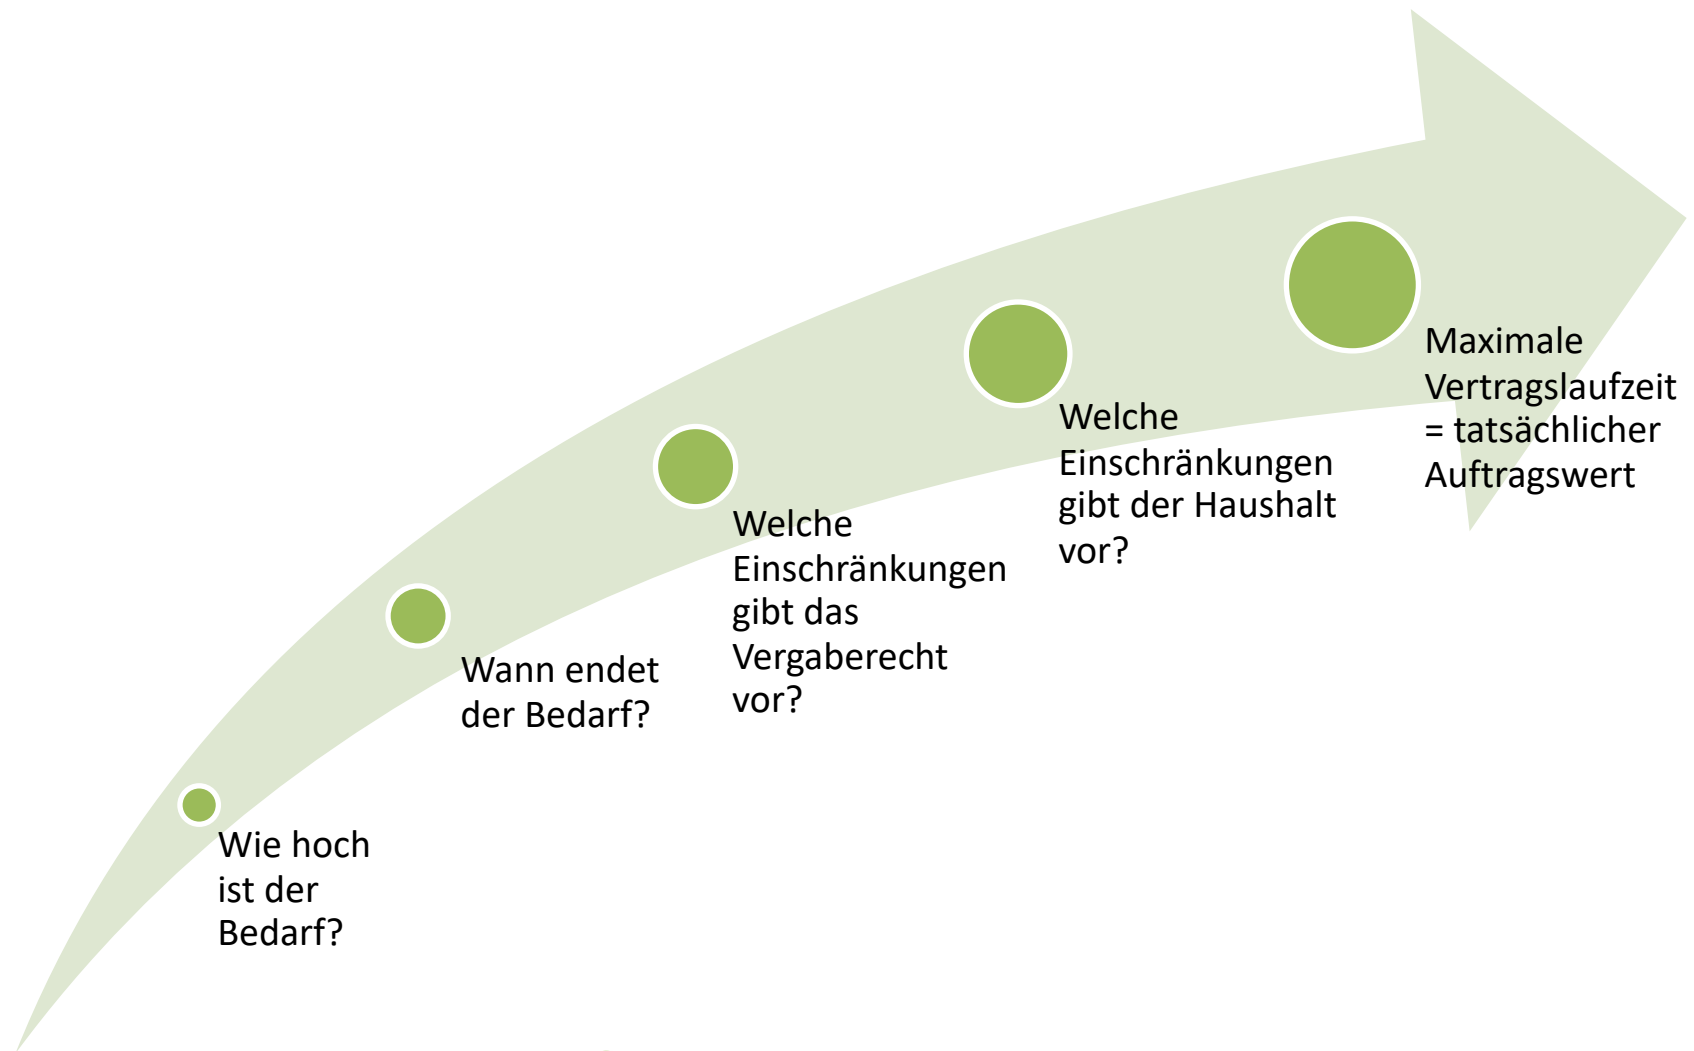 Wie hoch
ist der
Bedarf?
Wann endet
der Bedarf?
Welche
Einschränkungen
gibt das
Vergaberecht
vor?
Welche
Einschränkungen
gibt der Haushalt
vor?
Maximale
Vertragslaufzeit
= tatsächlicher
Auftragswert